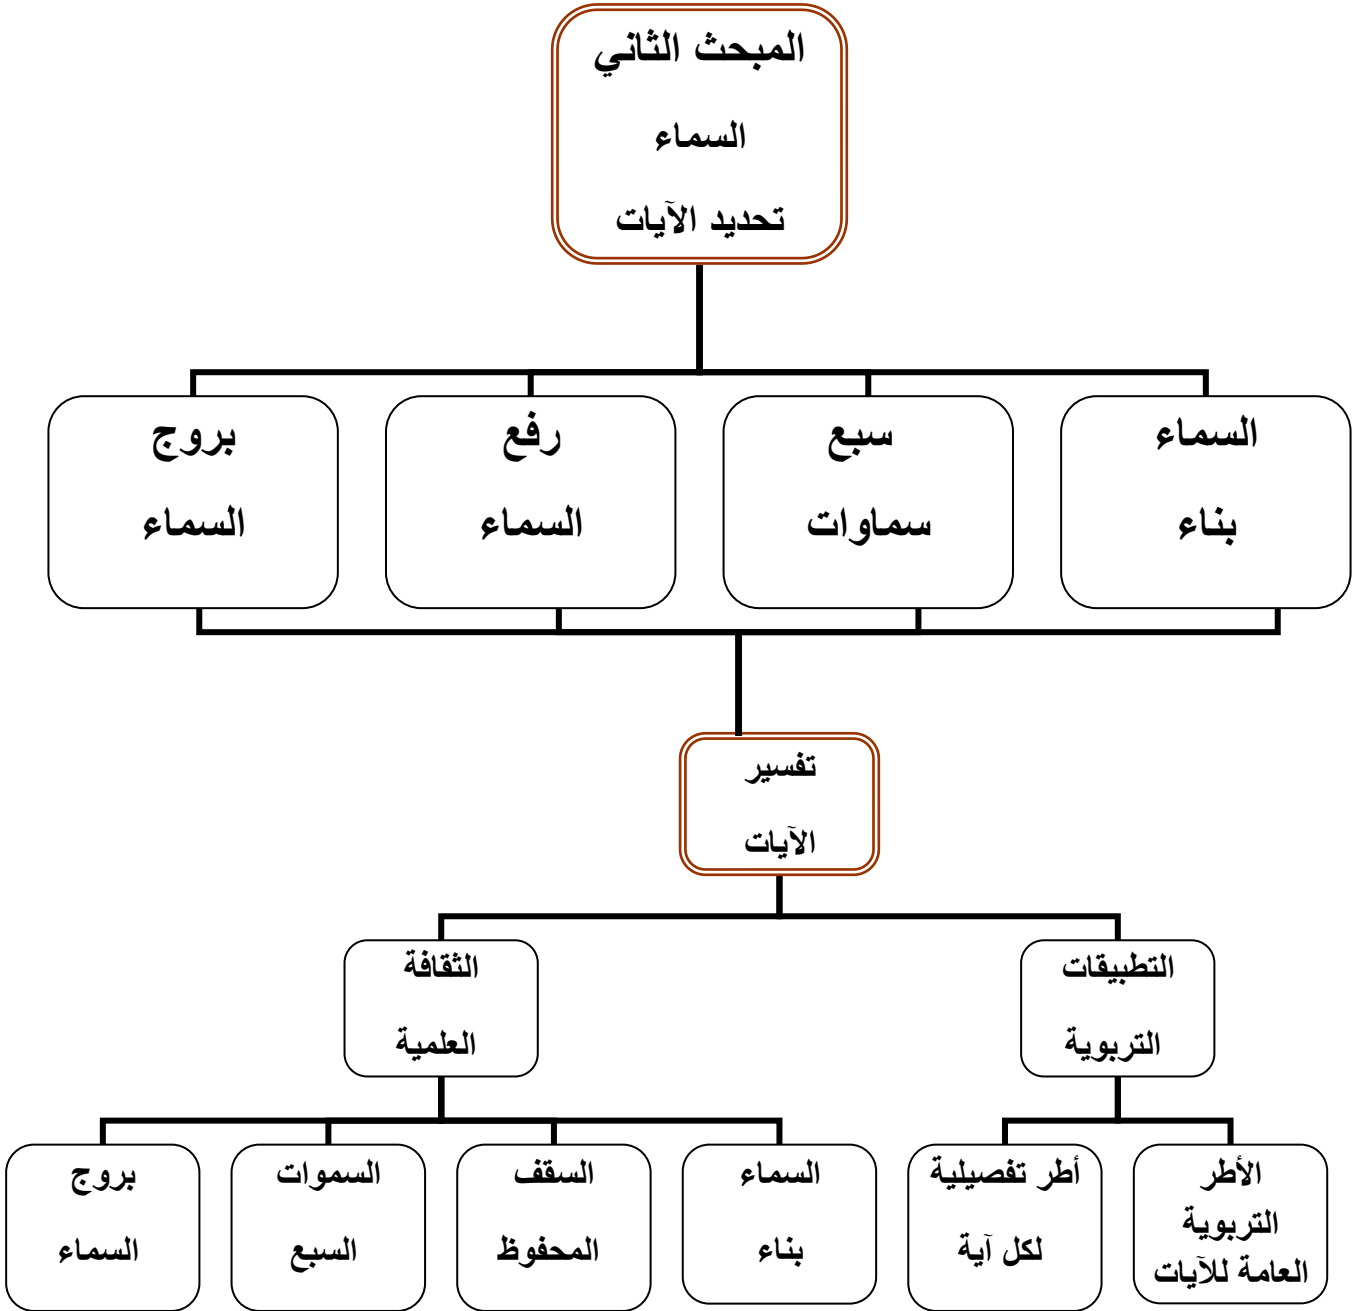 المبحث الثاني
السماء
تحديد الآيات
السماء
بناء
سبع
سماوات
رفع
السماء
بروج
السماء
تفسير
الآيات
التطبيقات
التربوية
الثقافة
العلمية
الأطر
التربوية
العامة للآيات
أطر تفصيلية
لكل آية
السماء
بناء
السقف
المحفوظ
السموات
السبع
بروج
السماء